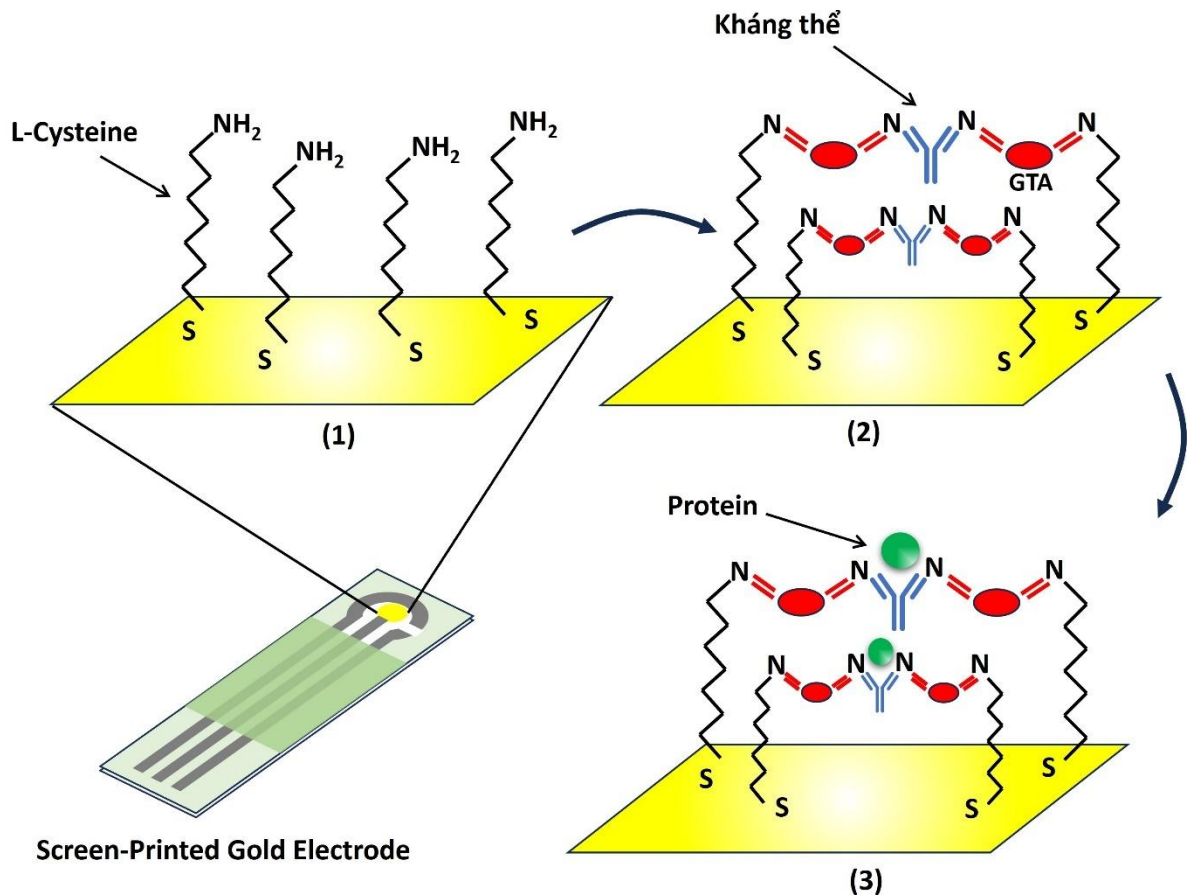 L-Cysteine
NH₂
NH₂
NH₂
NH₂
S
S
S
S
(1)
Kháng thể
N
N
N
N
GTA
N
N
N
N
S
S
S
S
(2)
Protein
N
N
N
N
N
N
N
N
S
S
S
S
(3)
Screen-Printed Gold Electrode